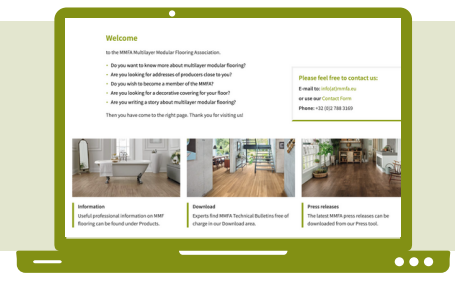 Welcome
to the MMFA Multilayer Modular Flooring Association.
• Do you want to know more about multilayer modular flooring?
• Are you looking for addresses of producers close to you?
• Do you wish to become a member of the MMFA?
• Are you looking for a decorative covering for your floor?
• Are you writing a story about multilayer modular flooring?
Then you have come to the right page. Thank you for visiting us!
Please feel free to contact us:
E-mail to: info(at)mmfa.eu
or use our Contact Form
Phone: +32 (0)2 788 3169
Information
Useful professional information on MMF
flooring can be found under Products.
Download
Experts find MMFA Technical Bulletins free of
charge in our Download area.
Press releases
The latest MMFA press releases can be
downloaded from our Press tool.